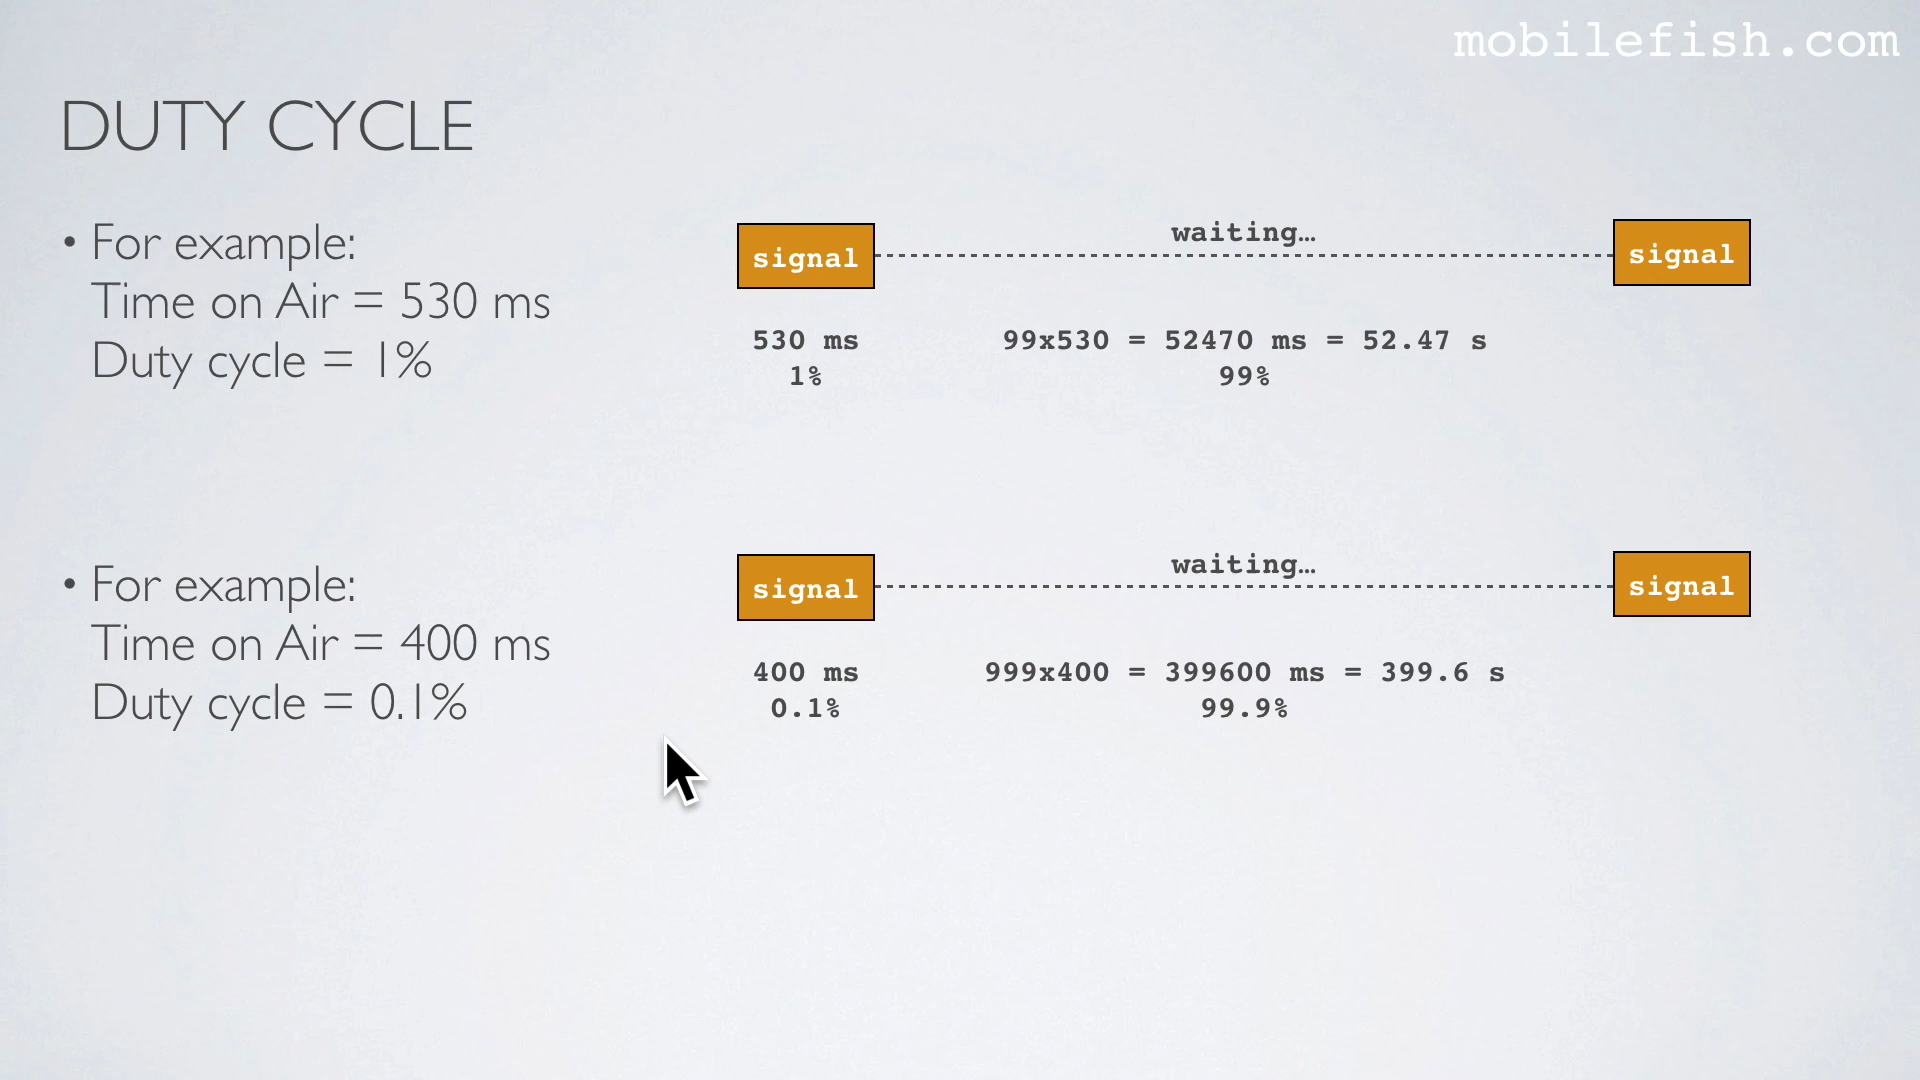 mobilefish.com
DUTY CYCLE
• For example:
Time on Air = 530 ms
Duty cycle = 1%
signal
waiting…
signal
530 ms
99x530 = 52470 ms = 52.47 s
1%
99%
• For example:
Time on Air = 400 ms
Duty cycle = 0.1%
signal
waiting…
signal
400 ms
999x400 = 399600 ms = 399.6 s
0.1%
99.9%